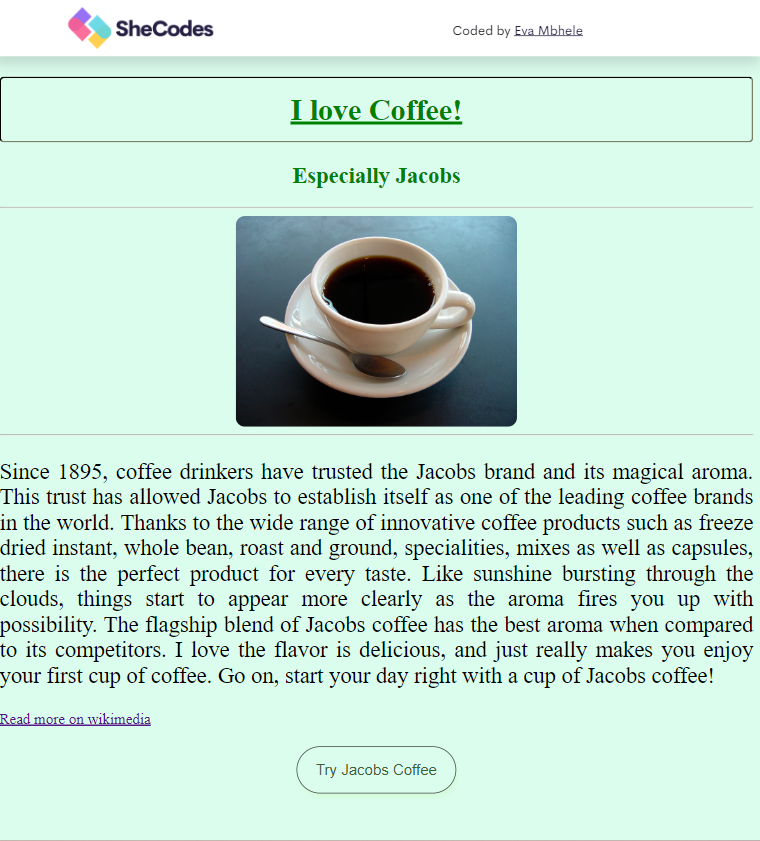 SheCodes
Coded by Eva Mbhele
I love Coffee!
Especially Jacobs
Since 1895, coffee drinkers have trusted the Jacobs brand and its magical aroma.
This trust has allowed Jacobs to establish itself as one of the leading coffee brands
in the world. Thanks to the wide range of innovative coffee products such as freeze
dried instant, whole bean, roast and ground, specialities, mixes as well as capsules,
there is the perfect product for every taste. Like sunshine bursting through the
clouds, things start to appear more clearly as the aroma fires you up with
possibility. The flagship blend of Jacobs coffee has the best aroma when compared
to its competitors. I love the flavor is delicious, and just really makes you enjoy
your first cup of coffee. Go on, start your day right with a cup of Jacobs coffee!
Read more on wikimedia
Try Jacobs Coffee